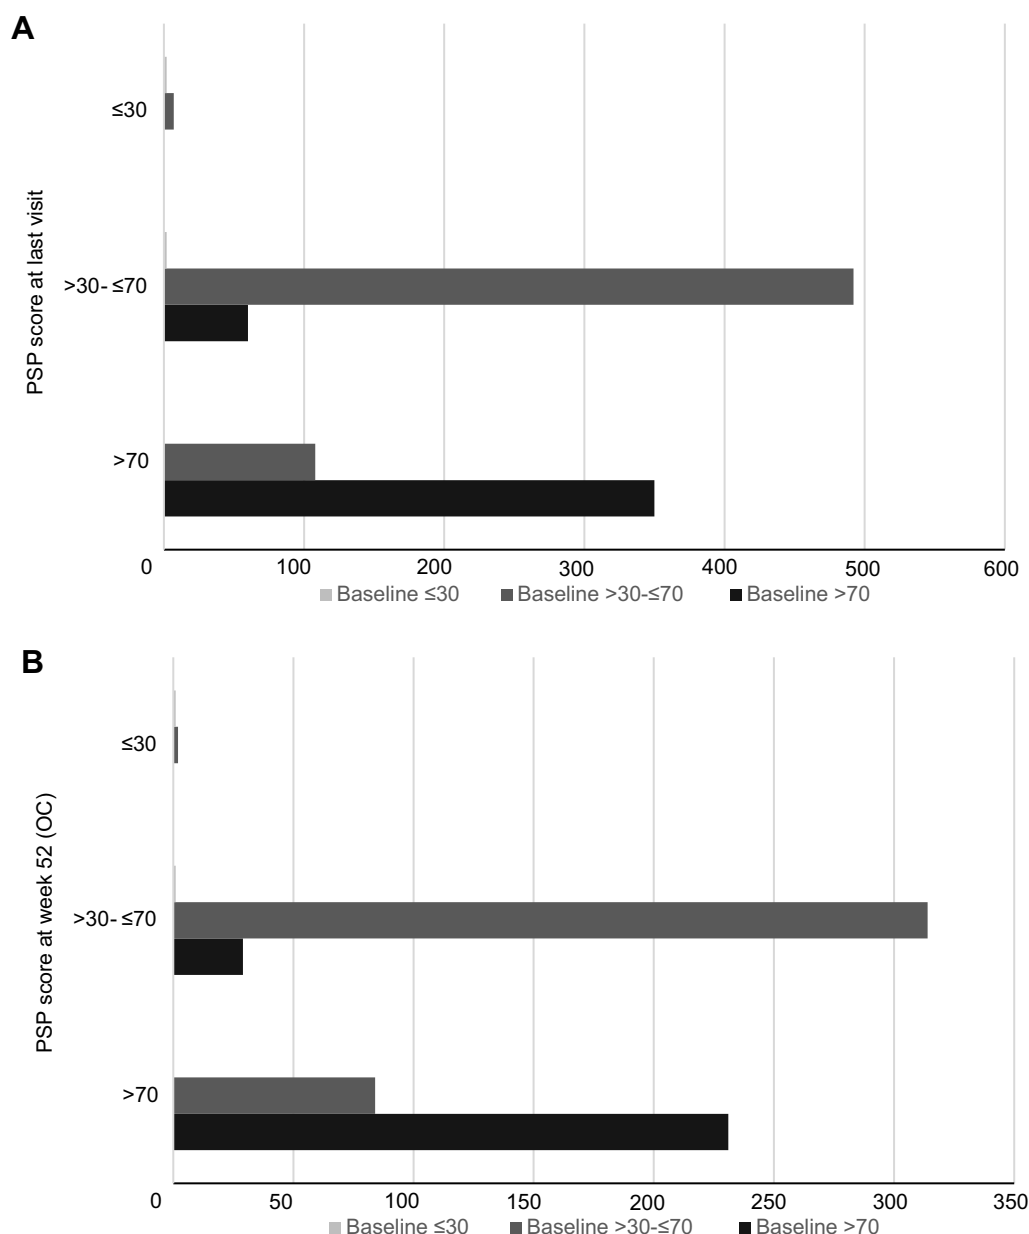 A
PSP score at last visit
≤30
>30- ≤70
>70
0 100 200 300 400 500 600
Baseline ≤30 Baseline >30-≤70 Baseline >70
B
PSP score at week 52 (OC)
≤30
>30- ≤70
>70
0 50 100 150 200 250 300 350
Baseline ≤30 Baseline >30-≤70 Baseline >70